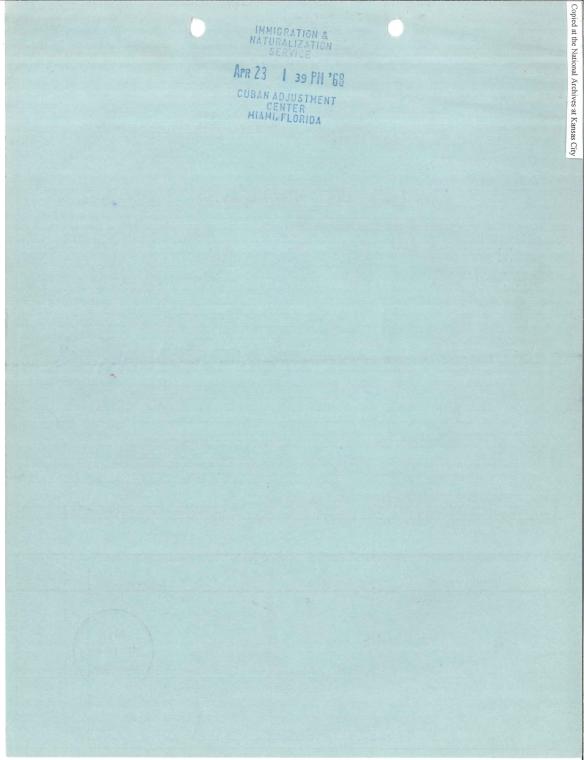 IMMIGRATION &
NATURALIZATION
SERVICE
APR 23 1 39 PM '68
CUBAN ADJUSTMENT
CENTER
MIAMI, FLORIDA
Copied at the National Archives at Kansas City